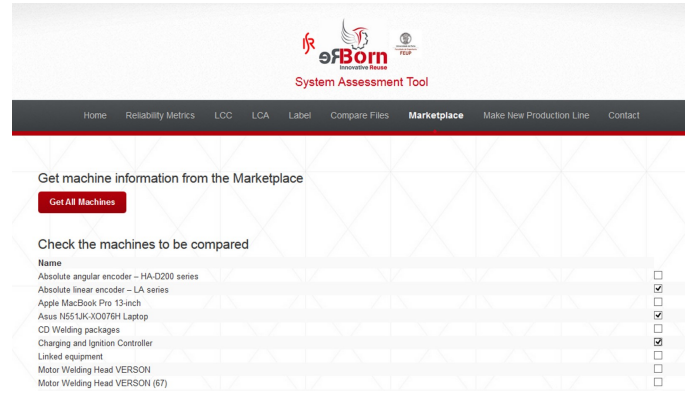 ISR
reBorn
Innovative Reuse
FEUP
System Assessment Tool
Home Reliability Metrics LCC LCA Label Compare Files Marketplace Make New Production Line Contact
Get machine information from the Marketplace
Get All Machines
Check the machines to be compared
Name
Absolute angular encoder – HA-D200 series
Absolute linear encoder – LA series
Apple MacBook Pro 13-inch
Asus N551JK-XO076H Laptop
CD Welding packages
Charging and Ignition Controller
Linked equipment
Motor Welding Head VERSON
Motor Welding Head VERSON (67)